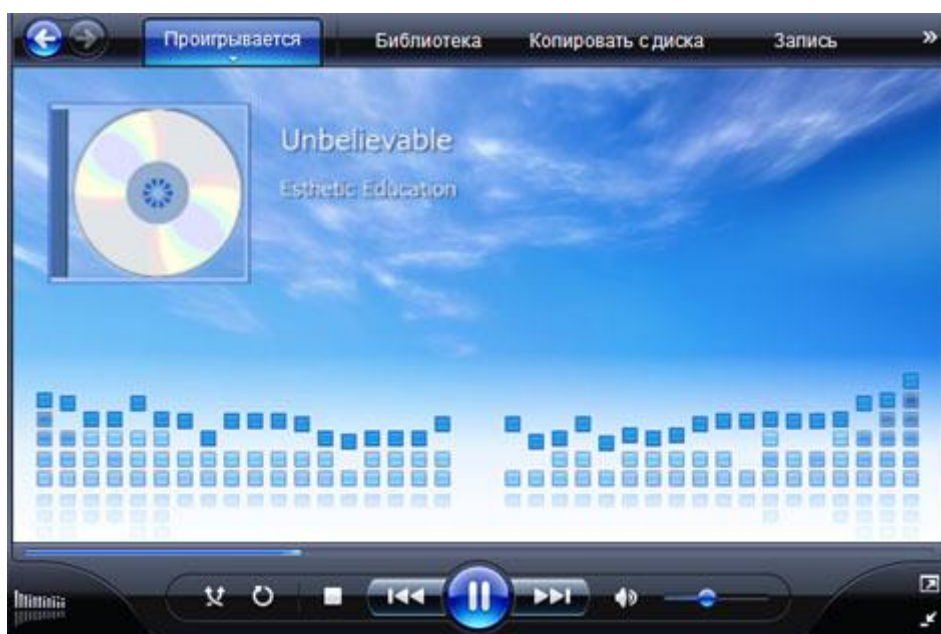 Проигрывается Библиотека Копировать с диска Запись »
Unbelievable
Esthetic Education